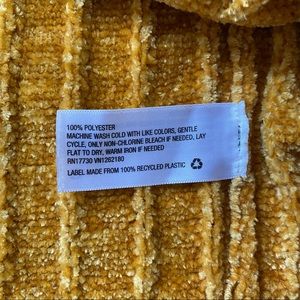 100% POLYESTER
MACHINE WASH COLD WITH LIKE COLORS, GENTLE
CYCLE, ONLY NON-CHLORINE BLEACH IF NEEDED. LAY
FLAT TO DRY, WARM IRON IF NEEDED
RN17730 VN1262180
LABEL MADE FROM 100% RECYCLED PLASTIC